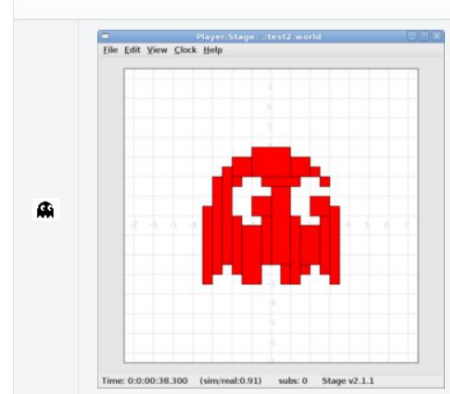 Player/Stage: ../test2.world
File Edit View Clock Help
Time: 0:0:00:38.300 (sim/real:0.91) subs: 0 Stage v2.1.1